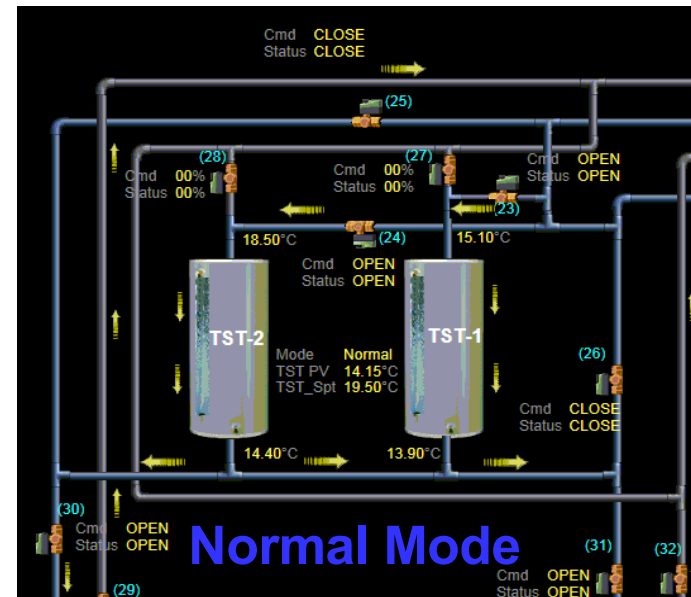 Cmd CLOSE
Status CLOSE
(25)
(28)
(27)
Cmd 00%
Status 00%
Cmd 00%
Status 00%
Cmd OPEN
Status OPEN
(23)
18.50°C
(24)
15.10°C
Cmd OPEN
Status OPEN
TST-2
TST-1
Mode Normal
TST PV 14.15°C
TST_Spt 19.50°C
(26)
Cmd CLOSE
Status CLOSE
14.40°C
13.90°C
(30)
Cmd OPEN
Status OPEN
Normal Mode
(31)
(32)
Cmd OPEN
Status OPEN
(29)